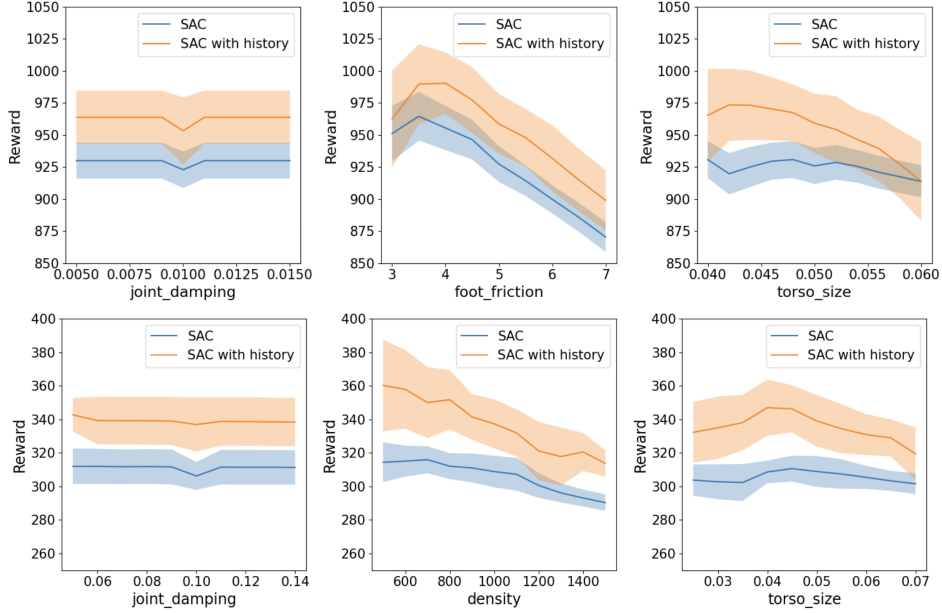 1050
1025
1000
975
950
925
900
875
850
Reward
SAC
SAC with history
0.0050 0.0075 0.0100 0.0125 0.0150
joint_damping
1050
1025
1000
975
950
925
900
875
850
Reward
SAC
SAC with history
3 4 5 6 7
foot_friction
1050
1025
1000
975
950
925
900
875
850
Reward
SAC
SAC with history
0.040 0.045 0.050 0.055 0.060
torso_size
400
380
360
340
320
300
280
260
Reward
SAC
SAC with history
0.06 0.08 0.10 0.12 0.14
joint_damping
400
380
360
340
320
300
280
260
Reward
SAC
SAC with history
600 800 1000 1200 1400
density
400
380
360
340
320
300
280
260
Reward
SAC
SAC with history
0.03 0.04 0.05 0.06 0.07
torso_size